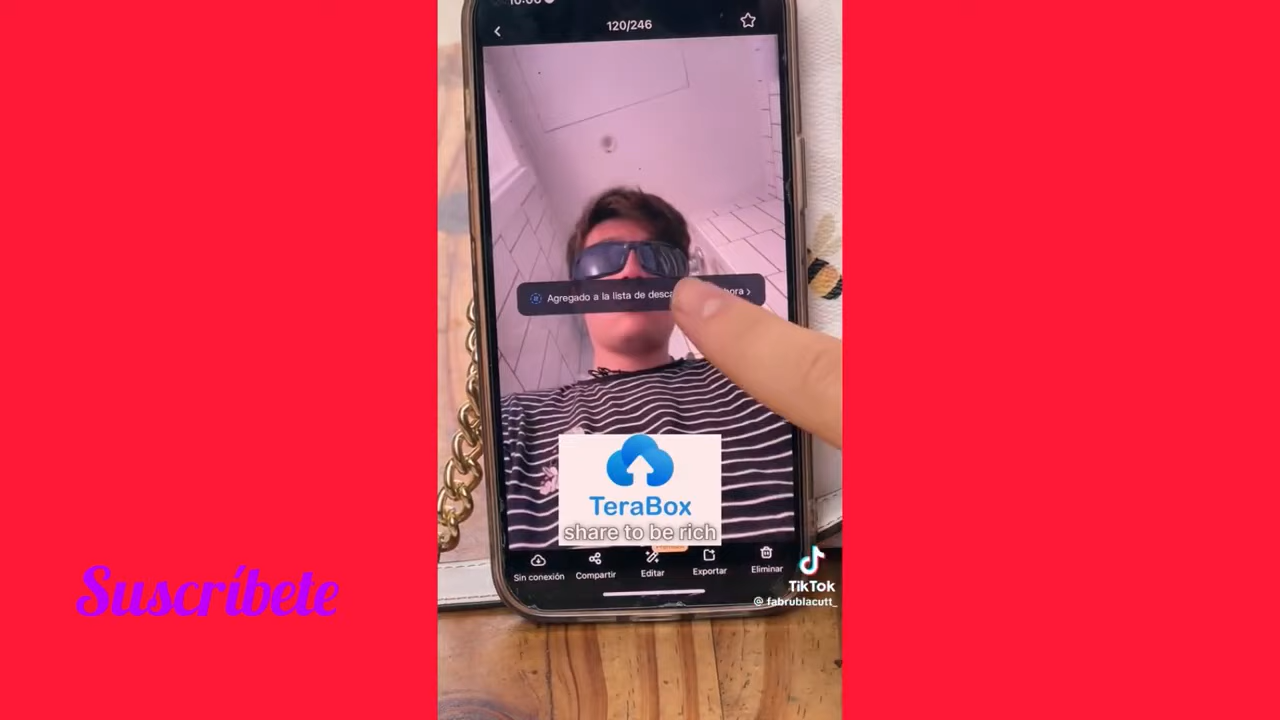 120/246
Agregado a la lista de
TeraBox
share to be rich
Sin conexión
Compartir
Editar
Exportar
Eliminar
Suscríbete
TikTok
@ fabrublacutt_